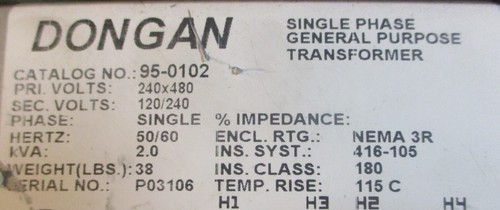 DONGAN
SINGLE PHASE
GENERAL PURPOSE
TRANSFORMER
CATALOG NO.: 95-0102
PRI. VOLTS: 240x480
SEC. VOLTS: 120/240
PHASE: SINGLE % IMPEDANCE:
HERTZ: 50/60 ENCL. RTG.: NEMA 3R
KVA: 2.0 INS. SYST.: 416-105
WEIGHT(LBS.): 38 INS. CLASS: 180
SERIAL NO.: P03106 TEMP. RISE: 115 C
H1 H3 H2 H4